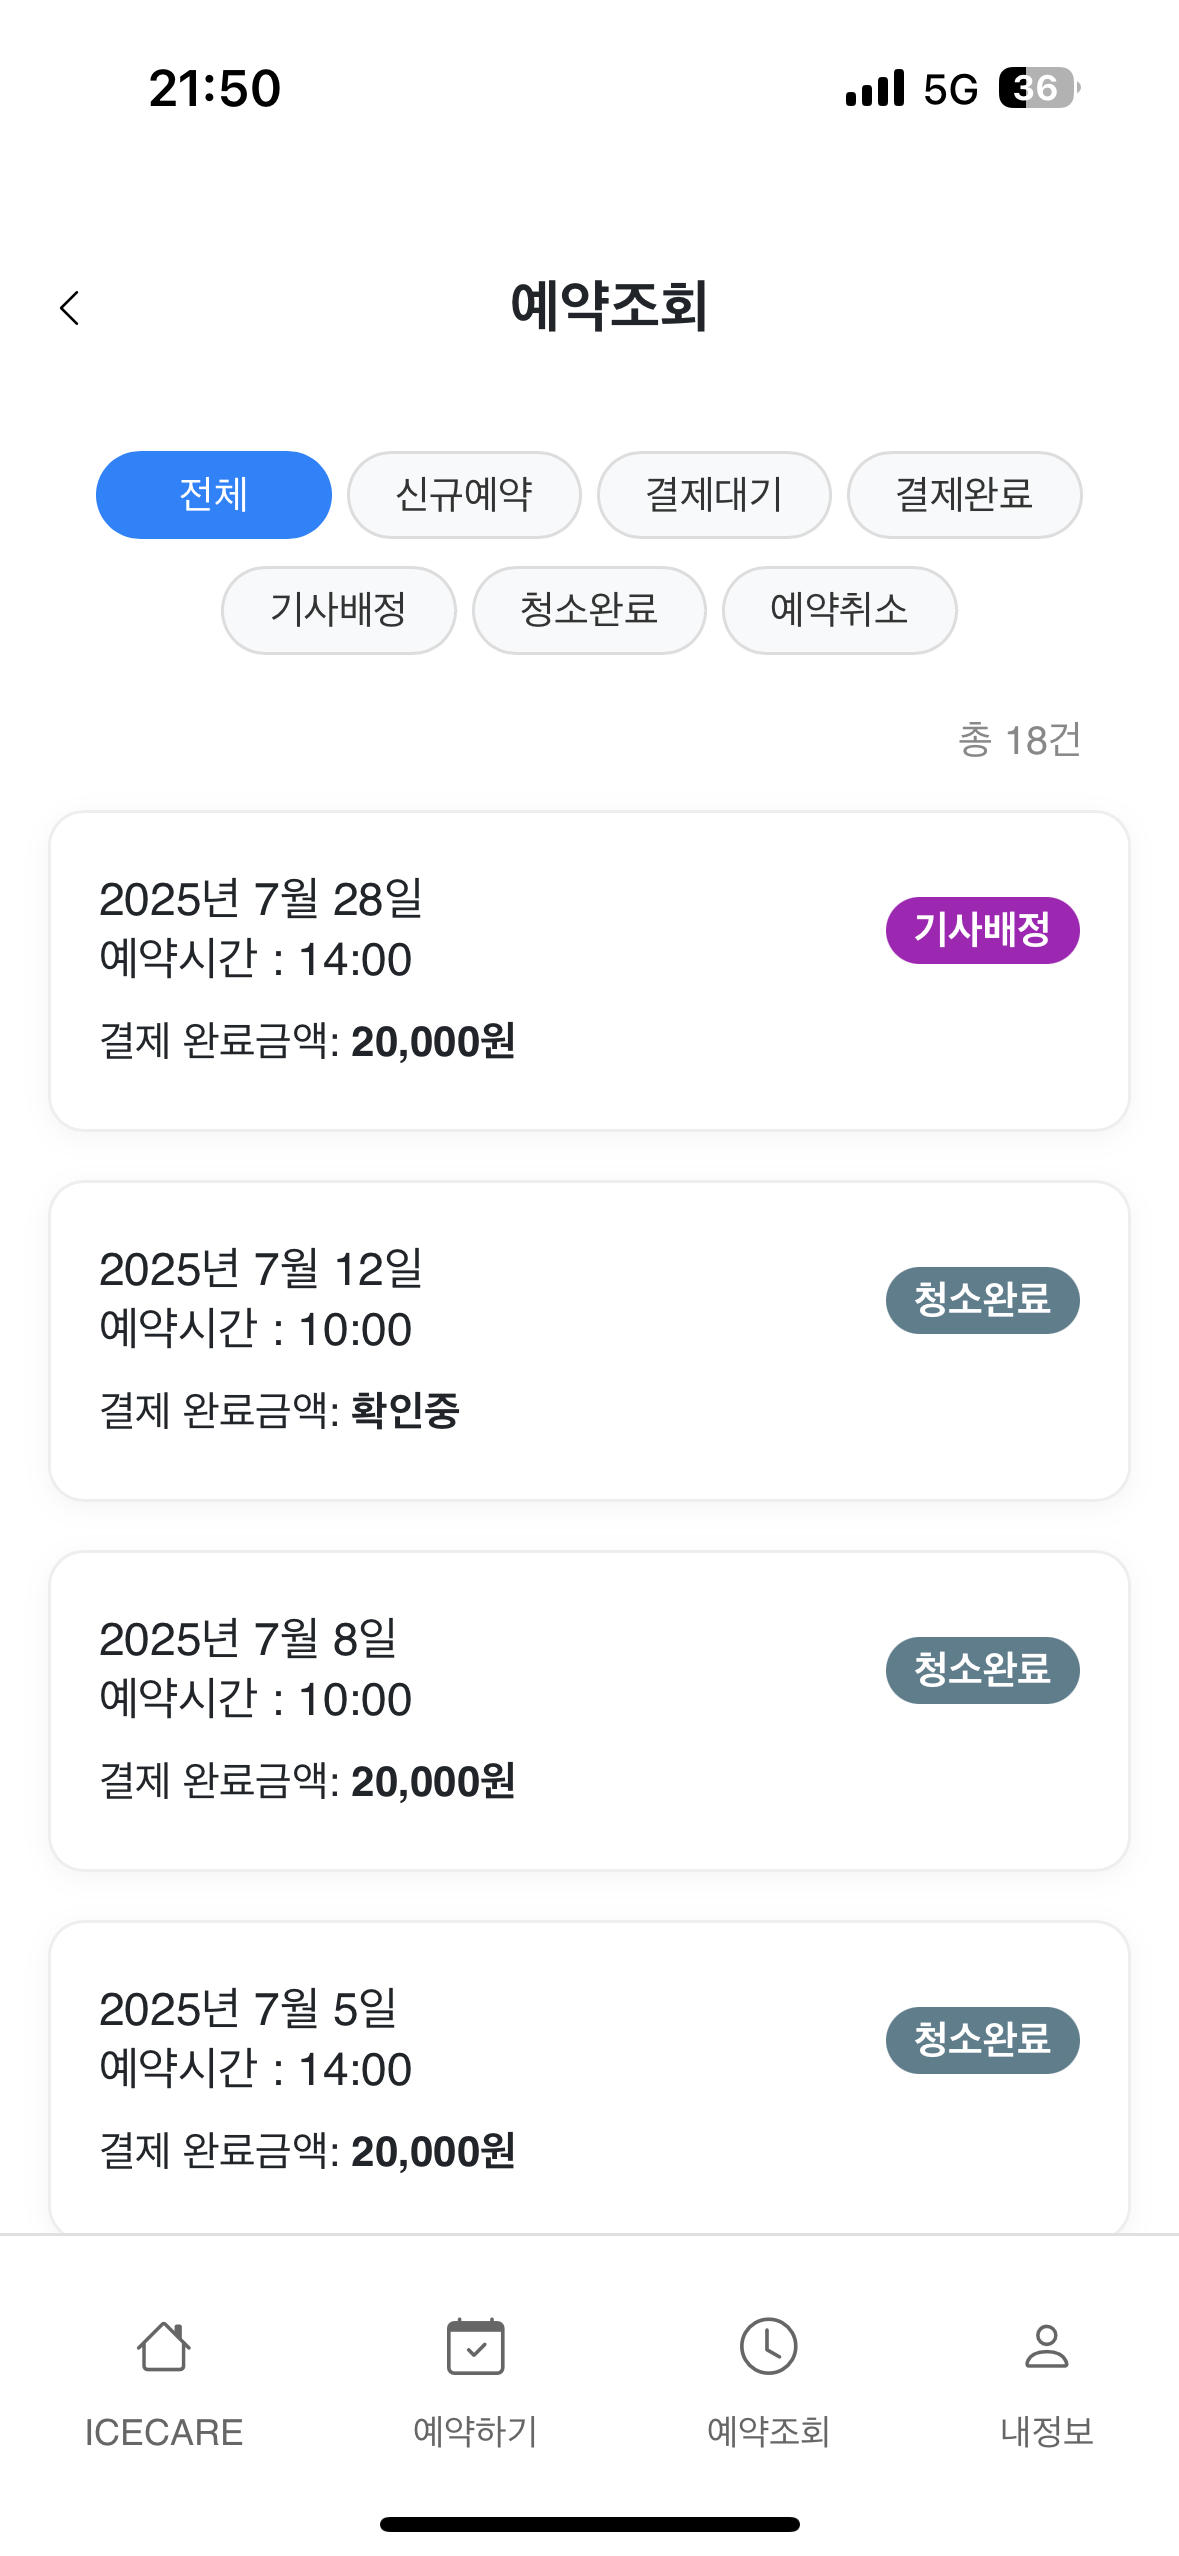 21:50
5G 36
예약조회
전체 신규예약 결제대기 결제완료
기사배정 청소완료 예약취소
총 18건
2025년 7월 28일
예약시간 : 14:00
기사배정
결제 완료금액: 20,000원
2025년 7월 12일
예약시간 : 10:00
청소완료
결제 완료금액: 확인중
2025년 7월 8일
예약시간 : 10:00
청소완료
결제 완료금액: 20,000원
2025년 7월 5일
예약시간 : 14:00
청소완료
결제 완료금액: 20,000원
ICECARE 예약하기 예약조회 내정보